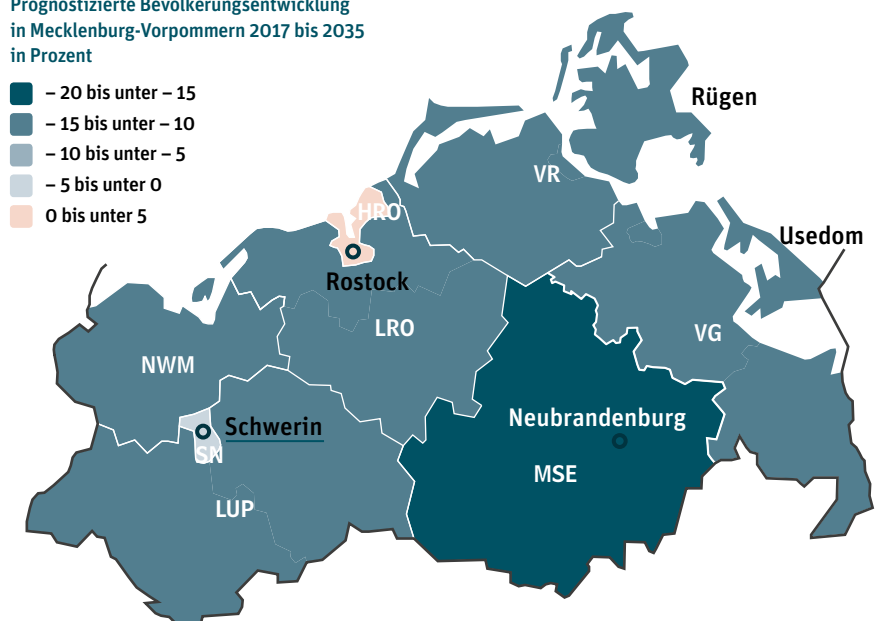 Prognostizierte Bevölkerungsentwicklung
in Mecklenburg-Vorpommern 2017 bis 2035
in Prozent
– 20 bis unter – 15
– 15 bis unter – 10
– 10 bis unter – 5
– 5 bis unter 0
0 bis unter 5
Rügen
VR
HRO
Usedom
Rostock
LRO
VG
NWM
Neubrandenburg
Schwerin
SN
MSE
LUP